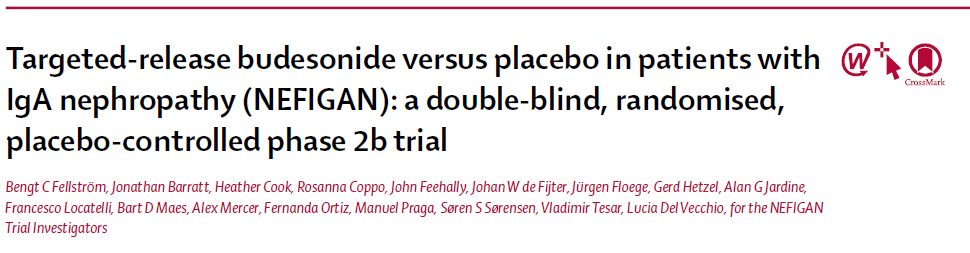 Targeted-release budesonide versus placebo in patients with
IgA nephropathy (NEFIGAN): a double-blind, randomised,
placebo-controlled phase 2b trial
W
CrossMark
Bengt C Fellström, Jonathan Barratt, Heather Cook, Rosanna Coppo, John Feehally, Johan W de Fijter, Jürgen Floege, Gerd Hetzel, Alan G Jardine,
Francesco Locatelli, Bart D Maes, Alex Mercer, Fernanda Ortiz, Manuel Praga, Søren S Sørensen, Vladimir Tesar, Lucia Del Vecchio, for the NEFIGAN
Trial Investigators